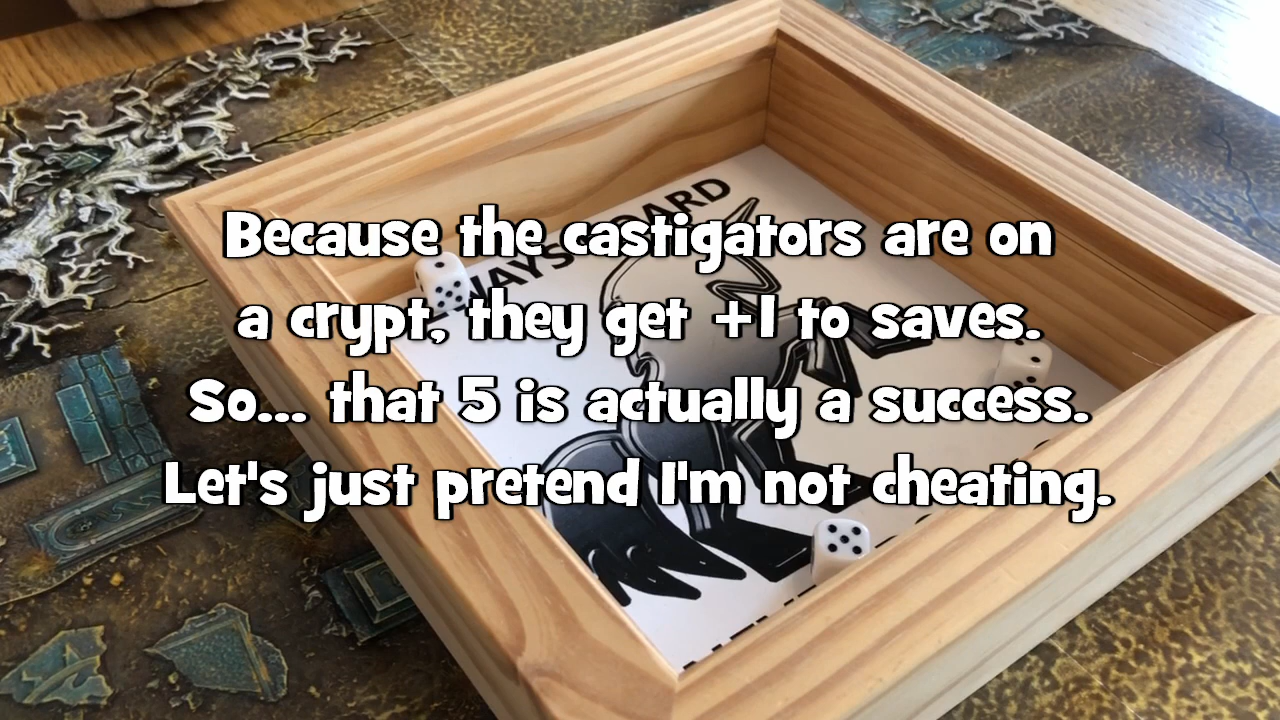 Because the castigators are on
a crypt, they get +1 to saves.
So... that 5 is actually a success.
Let's just pretend I'm not cheating.